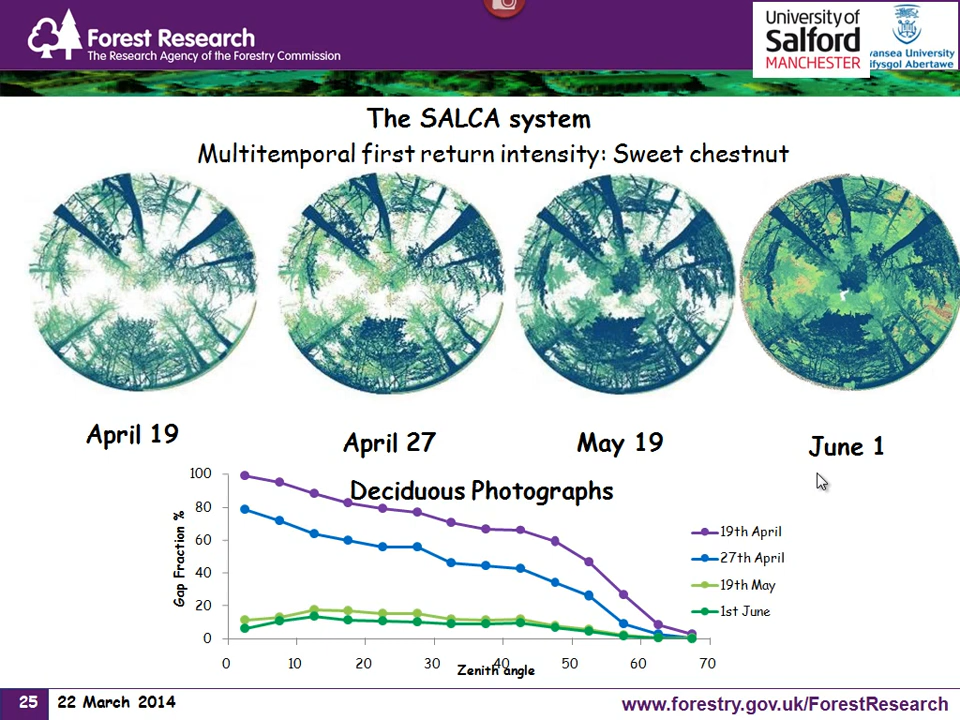 Forest Research
The Research Agency of the Forestry Commission
University of
Salford
MANCHESTER
vansea University
ifysgol Abertawe
The SALCA system
Multitemporal first return intensity: Sweet chestnut
April 19
April 27
May 19
June 1
Deciduous Photographs
Gap Fraction %
100
80
60
40
20
0
0 10 20 30 40 50 60 70
Zenith angle
19th April
27th April
19th May
1st June
25 22 March 2014
www.forestry.gov.uk/ForestResearch